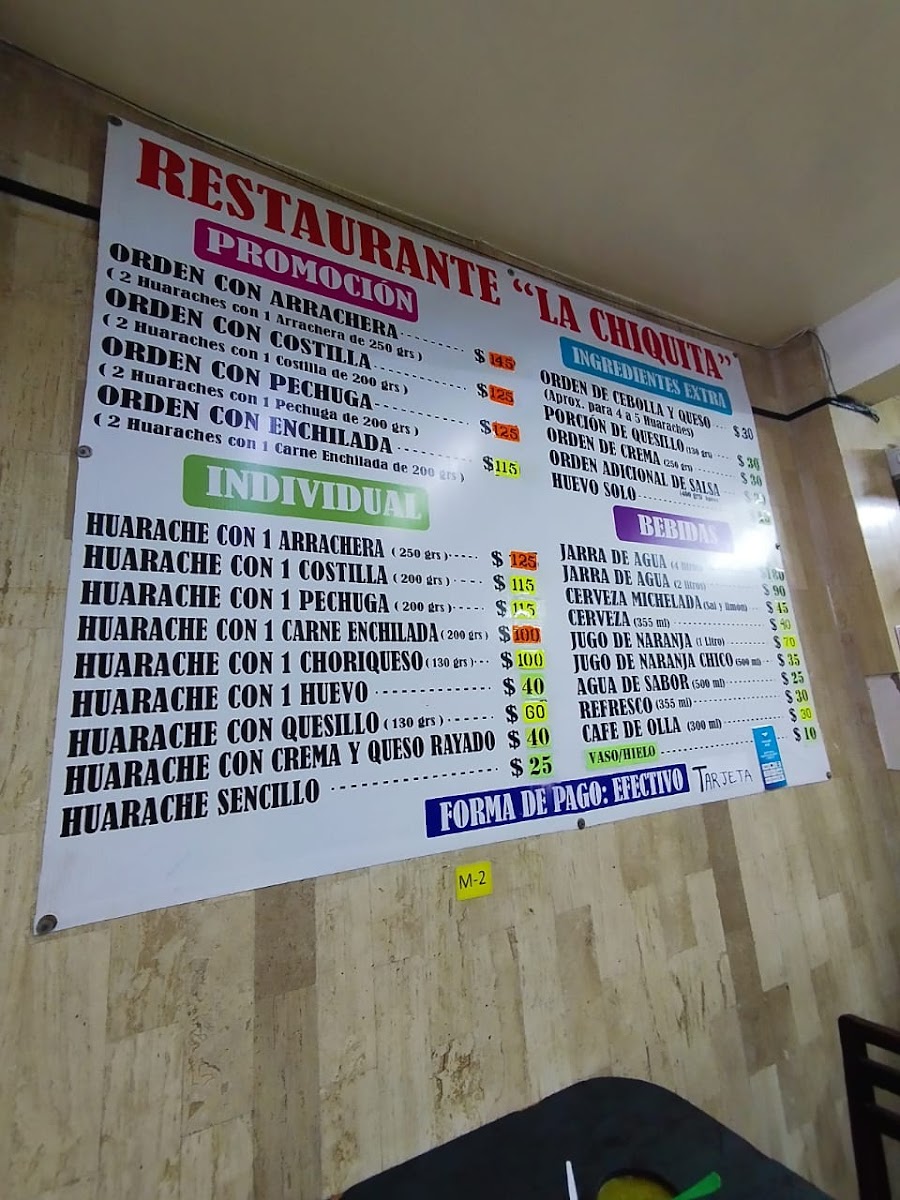 RESTAURANTE "LA CHIQUITA"
PROMOCIÓN
ORDEN CON ARRACHERA $ 145
( 2 Huaraches con 1 Arrachera de 250 grs )
ORDEN CON COSTILLA $ 125
( 2 Huaraches con 1 Costilla de 200 grs )
ORDEN CON PECHUGA $ 125
( 2 Huaraches con 1 Pechuga de 200 grs )
ORDEN CON ENCHILADA $ 115
( 2 Huaraches con 1 Carne Enchilada de 200 grs )
INDIVIDUAL
HUARACHE CON 1 ARRACHERA ( 250 grs ) $ 125
HUARACHE CON 1 COSTILLA ( 200 grs ) $ 115
HUARACHE CON 1 PECHUGA ( 200 grs ) $ 115
HUARACHE CON 1 CARNE ENCHILADA ( 200 grs ) $ 100
HUARACHE CON 1 CHORIQUESO ( 130 grs ) $ 100
HUARACHE CON 1 HUEVO $ 40
HUARACHE CON QUESILLO ( 130 grs ) $ 60
HUARACHE CON CREMA Y QUESO RAYADO $ 40
HUARACHE SENCILLO $ 25
INGREDIENTES EXTRA
ORDEN DE CEBOLLA Y QUESO $ 30
(Aprox. para 4 a 5 Huaraches)
PORCIÓN DE QUESILLO (130 grs) $ 30
ORDEN DE CREMA (250 grs) $ 30
ORDEN ADICIONAL DE SALSA
HUEVO SOLO
BEBIDAS
JARRA DE AGUA (4 litros)
JARRA DE AGUA (2 litros) $ 90
CERVEZA MICHELADA (Sal y limón) $ 45
CERVEZA (355 ml) $ 40
JUGO DE NARANJA (1 Litro) $ 70
JUGO DE NARANJA CHICO (500 ml) $ 35
AGUA DE SABOR (500 ml) $ 25
REFRESCO (355 ml) $ 30
CAFE DE OLLA (300 ml) $ 30
VASO/HIELO $ 10
FORMA DE PAGO: EFECTIVO TARJETA
M-2